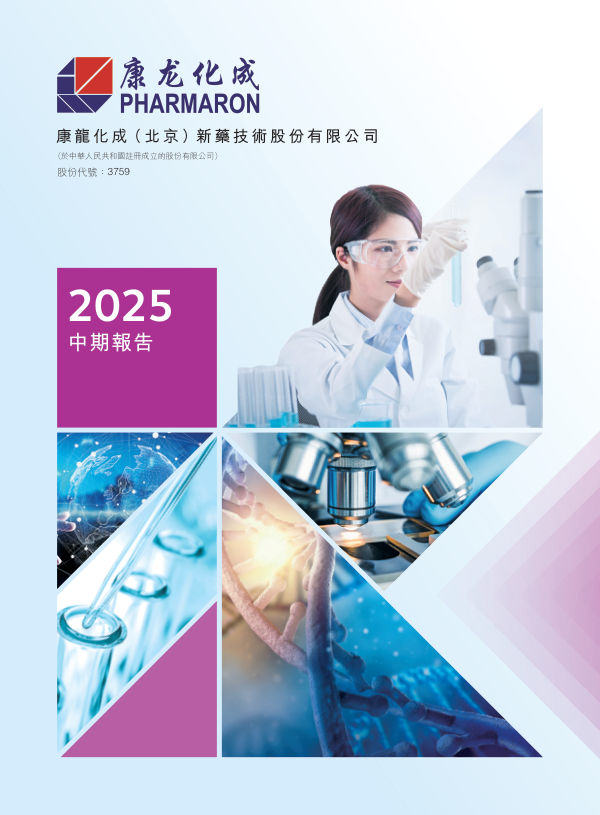 康龙化成
PHARMARON
康龍化成（北京）新藥技術股份有限公司
（於中華人民共和國註冊成立的股份有限公司）
股份代號：3759
2025
中期報告